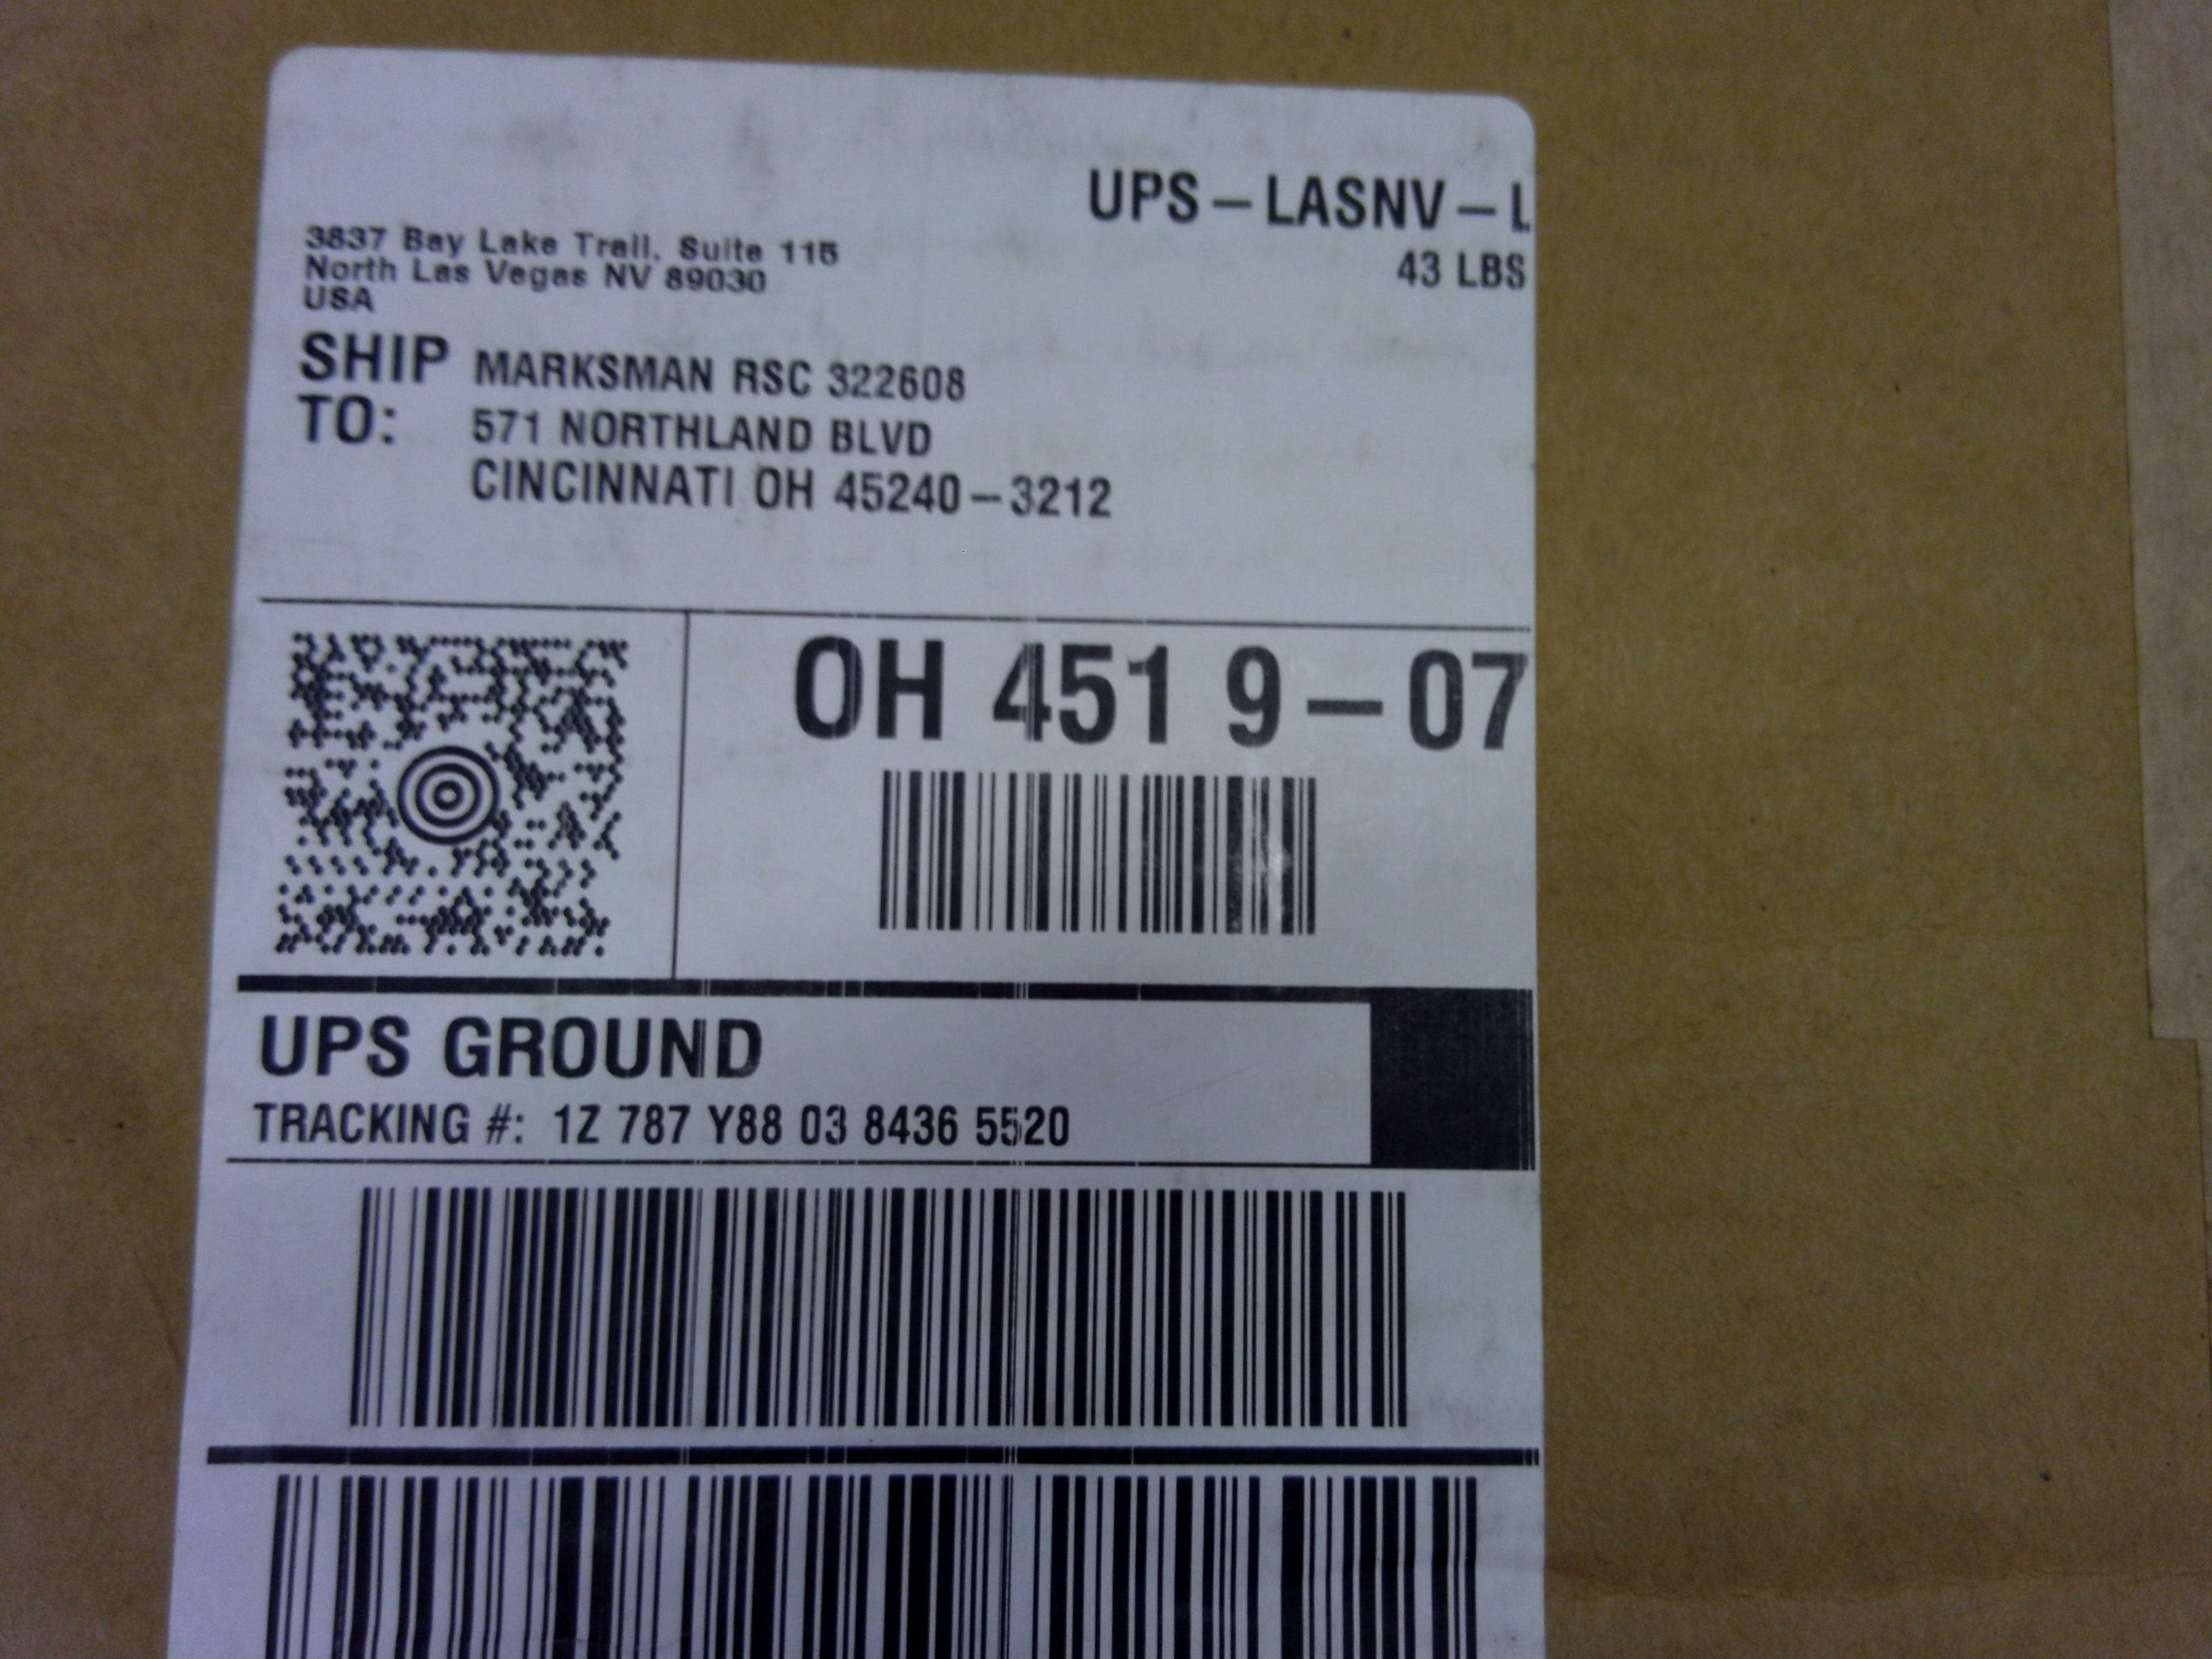 UPS – LASNV – L
43 LBS
3837 Bay Lake Trail, Suite 115
North Las Vegas NV 89030
USA
SHIP TO:
MARKSMAN RSC 322608
571 NORTHLAND BLVD
CINCINNATI OH 45240–3212
OH 451 9–07
UPS GROUND
TRACKING #: 1Z 787 Y88 03 8436 5520